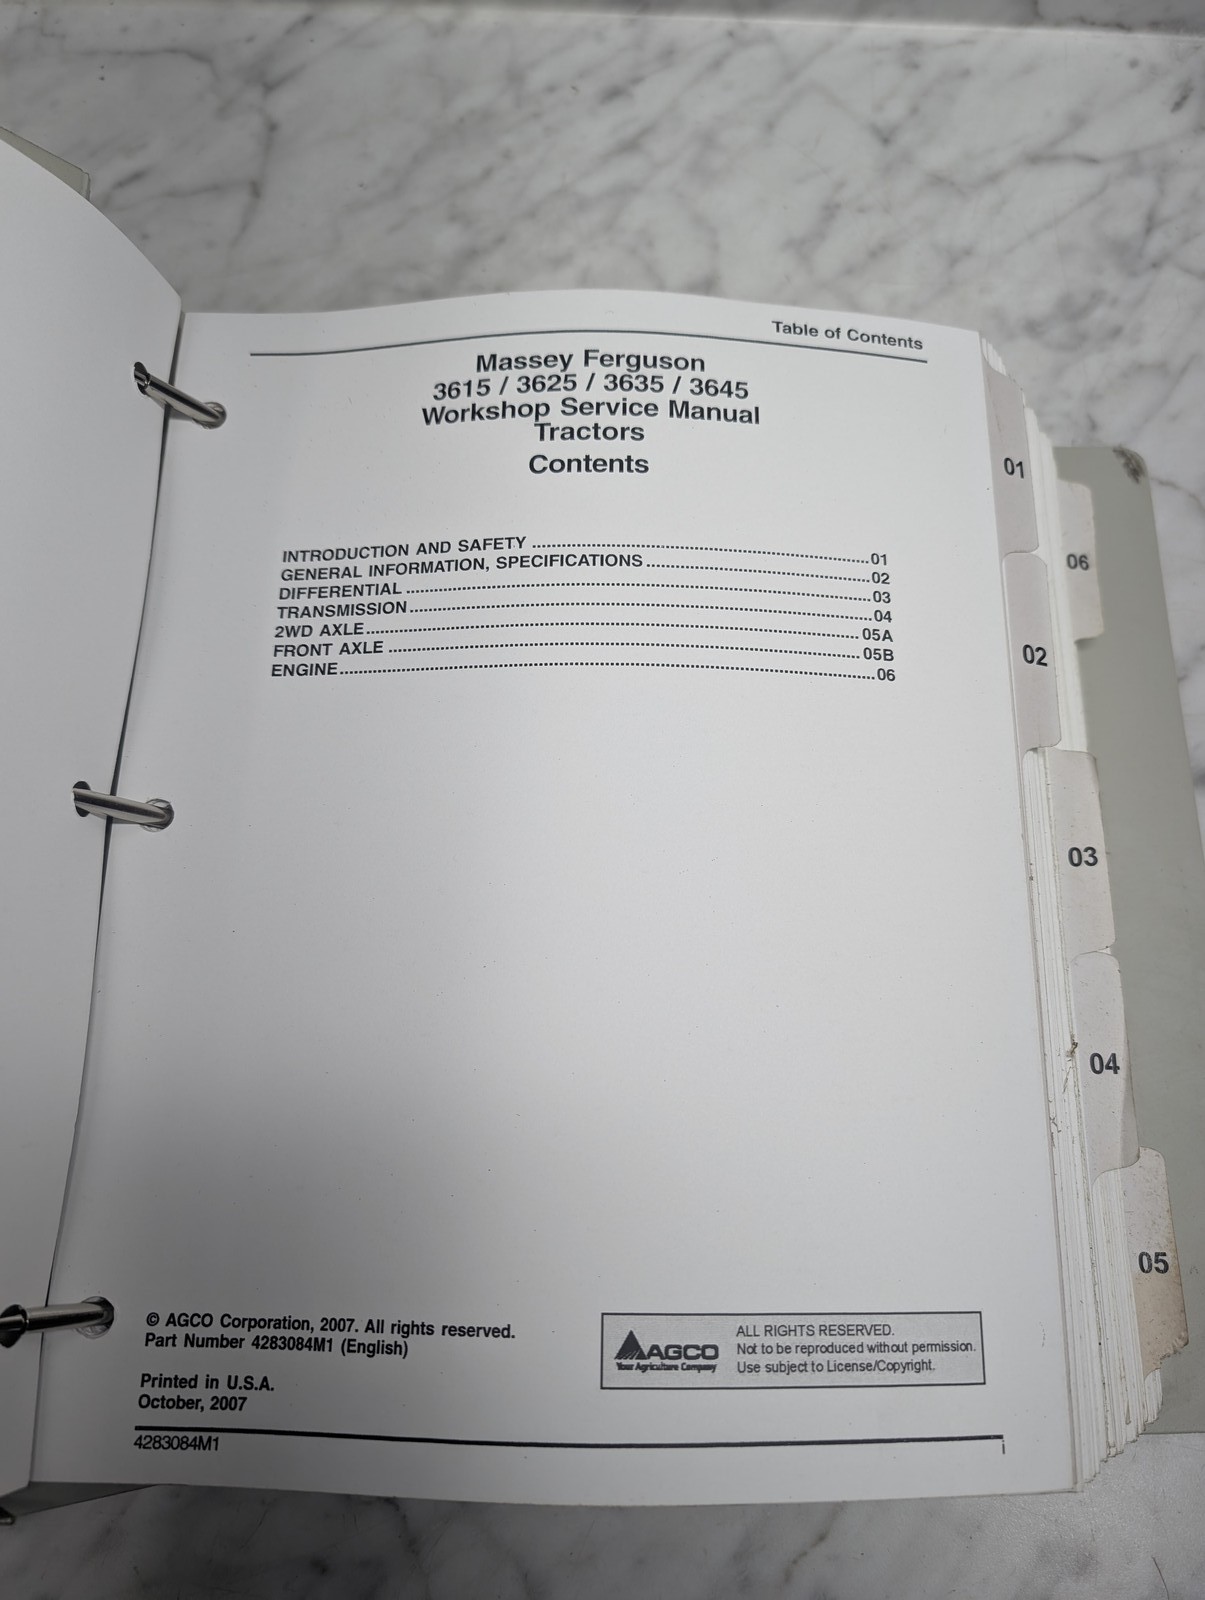 Table of Contents
Massey Ferguson
3615 / 3625 / 3635 / 3645
Workshop Service Manual
Tractors
Contents
INTRODUCTION AND SAFETY ........ 01
GENERAL INFORMATION, SPECIFICATIONS ........ 02
DIFFERENTIAL ........ 03
TRANSMISSION ........ 04
2WD AXLE ........ 05A
FRONT AXLE ........ 05B
ENGINE ........ 06
© AGCO Corporation, 2007. All rights reserved.
Part Number 4283084M1 (English)
Printed in U.S.A.
October, 2007
AGCO
Your Agriculture Company
ALL RIGHTS RESERVED.
Not to be reproduced without permission.
Use subject to License/Copyright.
4283084M1
i
01
02
03
04
05
06